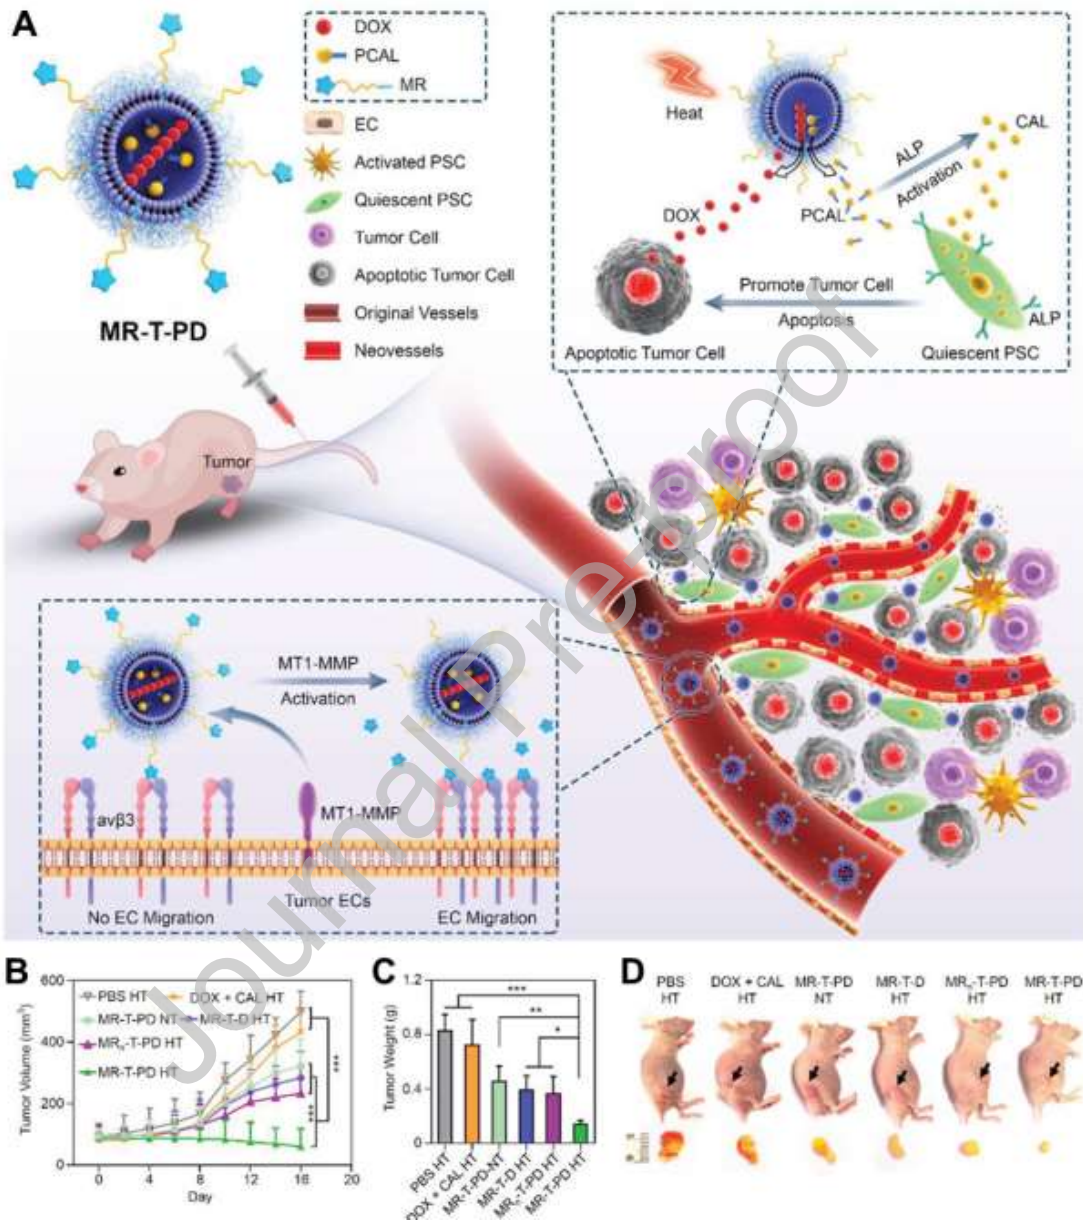 A
DOX
PCAL
MR
EC
Activated PSC
Quiescent PSC
Tumor Cell
Apoptotic Tumor Cell
Original Vessels
Neovessels
MR-T-PD
Heat
ALP
Activation
CAL
DOX
PCAL
Promote Tumor Cell
Apoptosis
ALP
Apoptotic Tumor Cell
Quiescent PSC
Tumor
MT1-MMP
Activation
avβ3
MT1-MMP
Tumor ECs
No EC Migration
EC Migration
Journal Pre-proof
B
Tumor Volume (mm³)
600
400
200
0
PBS HT
DOX + CAL HT
MR-T-PD NT
MR-T-D HT
MRₙ-T-PD HT
MR-T-PD HT
***
***
0 4 8 12 16 20
Day
C
Tumor Weight (g)
1.2
0.8
0.4
0
***
**
*
PBS HT
DOX + CAL HT
MR-T-PD-NT
MR-T-D HT
MRₙ-T-PD HT
MR-T-PD HT
D
PBS HT
DOX + CAL HT
MR-T-PD NT
MR-T-D HT
MRₙ-T-PD HT
MR-T-PD HT